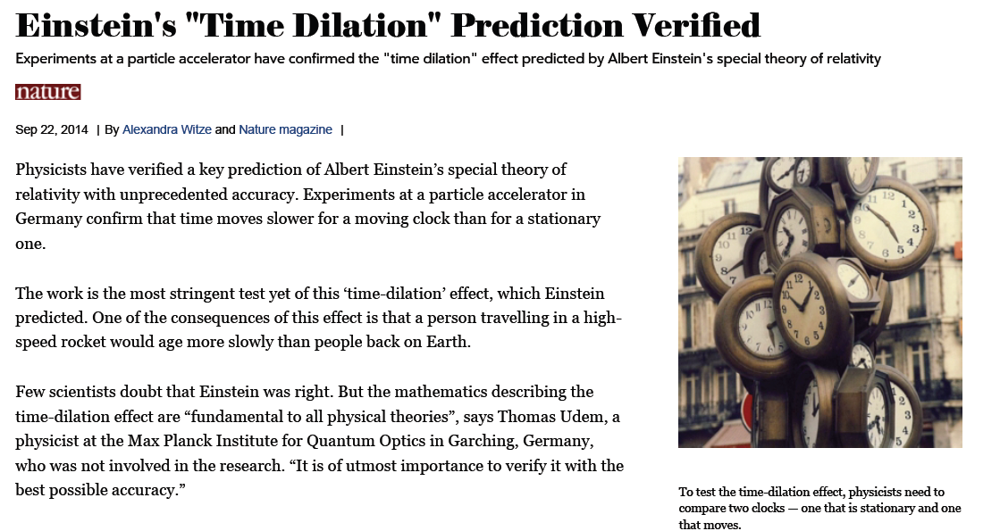 Einstein's "Time Dilation" Prediction Verified
Experiments at a particle accelerator have confirmed the "time dilation" effect predicted by Albert Einstein's special theory of relativity
nature
Sep 22, 2014 | By Alexandra Witze and Nature magazine |
Physicists have verified a key prediction of Albert Einstein’s special theory of
relativity with unprecedented accuracy. Experiments at a particle accelerator in
Germany confirm that time moves slower for a moving clock than for a stationary
one.
The work is the most stringent test yet of this ‘time-dilation’ effect, which Einstein
predicted. One of the consequences of this effect is that a person travelling in a high-
speed rocket would age more slowly than people back on Earth.
Few scientists doubt that Einstein was right. But the mathematics describing the
time-dilation effect are “fundamental to all physical theories”, says Thomas Udem, a
physicist at the Max Planck Institute for Quantum Optics in Garching, Germany,
who was not involved in the research. “It is of utmost importance to verify it with the
best possible accuracy.”
To test the time-dilation effect, physicists need to
compare two clocks — one that is stationary and one
that moves.